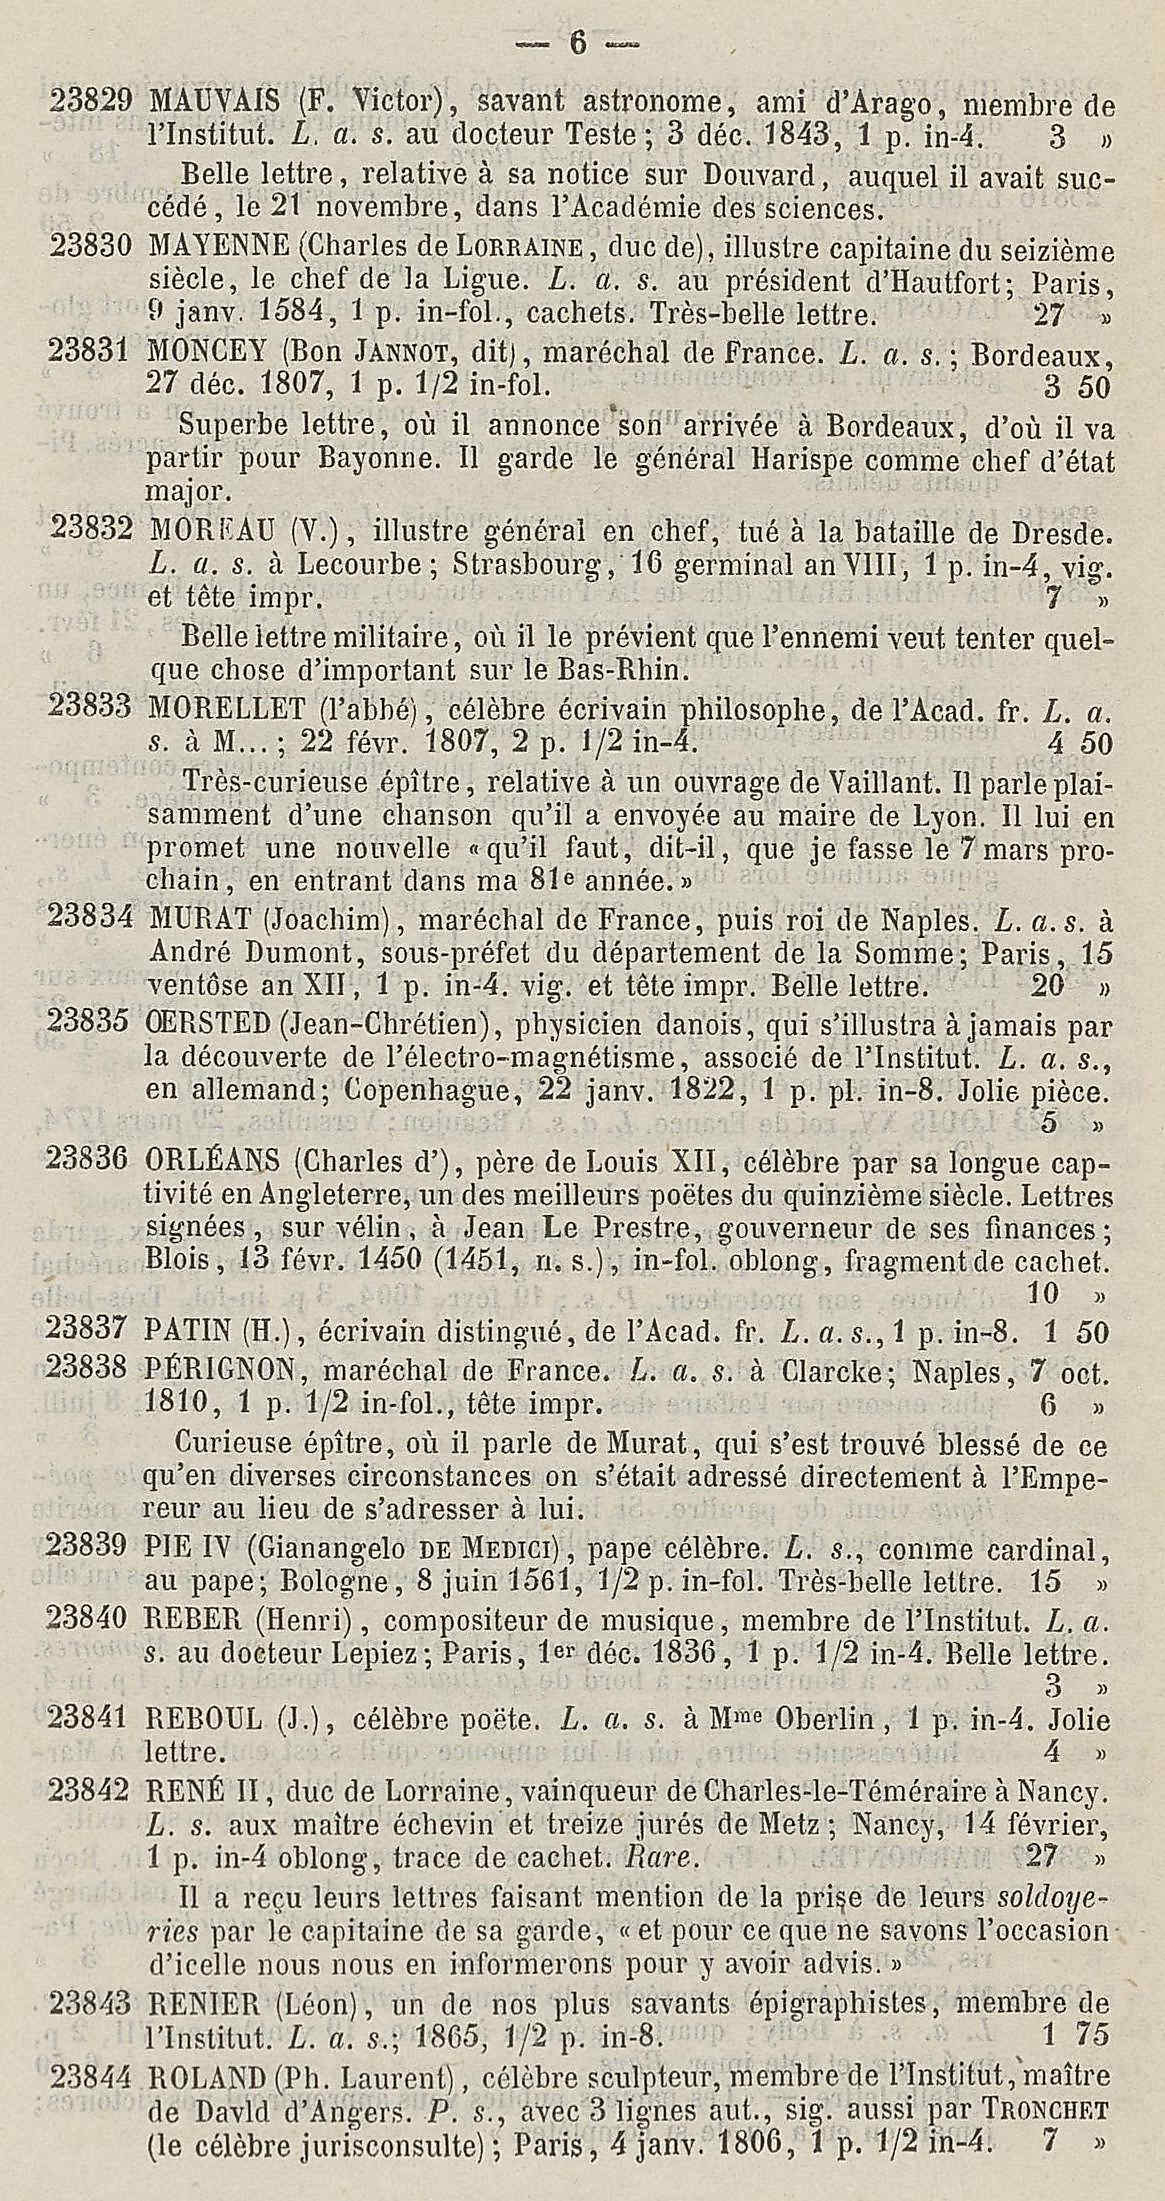 — 6 —
23829 MAUVAIS (F. Victor), savant astronome, ami d'Arago, membre de
l'Institut. L. a. s. au docteur Teste; 3 déc. 1843, 1 p. in-4. 3 »
Belle lettre, relative à sa notice sur Douvard, auquel il avait suc-
cédé, le 21 novembre, dans l'Académie des sciences.
23830 MAYENNE (Charles de LORRAINE, duc de), illustre capitaine du seizième
siècle, le chef de la Ligue. L. a. s. au président d'Hautfort; Paris,
9 janv. 1584, 1 p. in-fol., cachets. Très-belle lettre. 27 »
23831 MONCEY (Bon JANNOT, dit), maréchal de France. L. a. s.; Bordeaux,
27 déc. 1807, 1 p. 1/2 in-fol. 3 50
Superbe lettre, où il annonce son arrivée à Bordeaux, d'où il va
partir pour Bayonne. Il garde le général Harispe comme chef d'état
major.
23832 MOREAU (V.), illustre général en chef, tué à la bataille de Dresde.
L. a. s. à Lecourbe; Strasbourg, 16 germinal an VIII, 1 p. in-4, vig.
et tête impr. 7 »
Belle lettre militaire, où il le prévient que l'ennemi veut tenter quel-
que chose d'important sur le Bas-Rhin.
23833 MORELLET (l'abbé), célèbre écrivain philosophe, de l'Acad. fr. L. a.
s. à M...; 22 févr. 1807, 2 p. 1/2 in-4. 4 50
Très-curieuse épître, relative à un ouvrage de Vaillant. Il parle plai-
samment d'une chanson qu'il a envoyée au maire de Lyon. Il lui en
promet une nouvelle «qu'il faut, dit-il, que je fasse le 7 mars pro-
chain, en entrant dans ma 81e année.»
23834 MURAT (Joachim), maréchal de France, puis roi de Naples. L. a. s. à
André Dumont, sous-préfet du département de la Somme; Paris, 15
ventôse an XII, 1 p. in-4. vig. et tête impr. Belle lettre. 20 »
23835 ŒRSTED (Jean-Chrétien), physicien danois, qui s'illustra à jamais par
la découverte de l'électro-magnétisme, associé de l'Institut. L. a. s.,
en allemand; Copenhague, 22 janv. 1822, 1 p. pl. in-8. Jolie pièce.
5 »
23836 ORLÉANS (Charles d'), père de Louis XII, célèbre par sa longue cap-
tivité en Angleterre, un des meilleurs poëtes du quinzième siècle. Lettres
signées, sur vélin, à Jean Le Prestre, gouverneur de ses finances;
Blois, 13 févr. 1450 (1451, n. s.), in-fol. oblong, fragment de cachet.
10 »
23837 PATIN (H.), écrivain distingué, de l'Acad. fr. L. a. s., 1 p. in-8. 1 50
23838 PÉRIGNON, maréchal de France. L. a. s. à Clarcke; Naples, 7 oct.
1810, 1 p. 1/2 in-fol., tête impr. 6 »
Curieuse épître, où il parle de Murat, qui s'est trouvé blessé de ce
qu'en diverses circonstances on s'était adressé directement à l'Empe-
reur au lieu de s'adresser à lui.
23839 PIE IV (Gianangelo DE MEDICI), pape célèbre. L. s., comme cardinal,
au pape; Bologne, 8 juin 1561, 1/2 p. in-fol. Très-belle lettre. 15 »
23840 REBER (Henri), compositeur de musique, membre de l'Institut. L. a.
s. au docteur Lepiez; Paris, 1er déc. 1836, 1 p. 1/2 in-4. Belle lettre.
3 »
23841 REBOUL (J.), célèbre poëte. L. a. s. à Mme Oberlin, 1 p. in-4. Jolie
lettre. 4 »
23842 RENÉ II, duc de Lorraine, vainqueur de Charles-le-Téméraire à Nancy.
L. s. aux maître échevin et treize jurés de Metz; Nancy, 14 février,
1 p. in-4 oblong, trace de cachet. Rare. 27 »
Il a reçu leurs lettres faisant mention de la prise de leurs soldoye-
ries par le capitaine de sa garde, «et pour ce que ne savons l'occasion
d'icelle nous nous en informerons pour y avoir advis.»
23843 RENIER (Léon), un de nos plus savants épigraphistes, membre de
l'Institut. L. a. s.; 1865, 1/2 p. in-8. 1 75
23844 ROLAND (Ph. Laurent), célèbre sculpteur, membre de l'Institut, maître
de Davld d'Angers. P. s., avec 3 lignes aut., sig. aussi par TRONCHET
(le célèbre jurisconsulte); Paris, 4 janv. 1806, 1 p. 1/2 in-4. 7 »